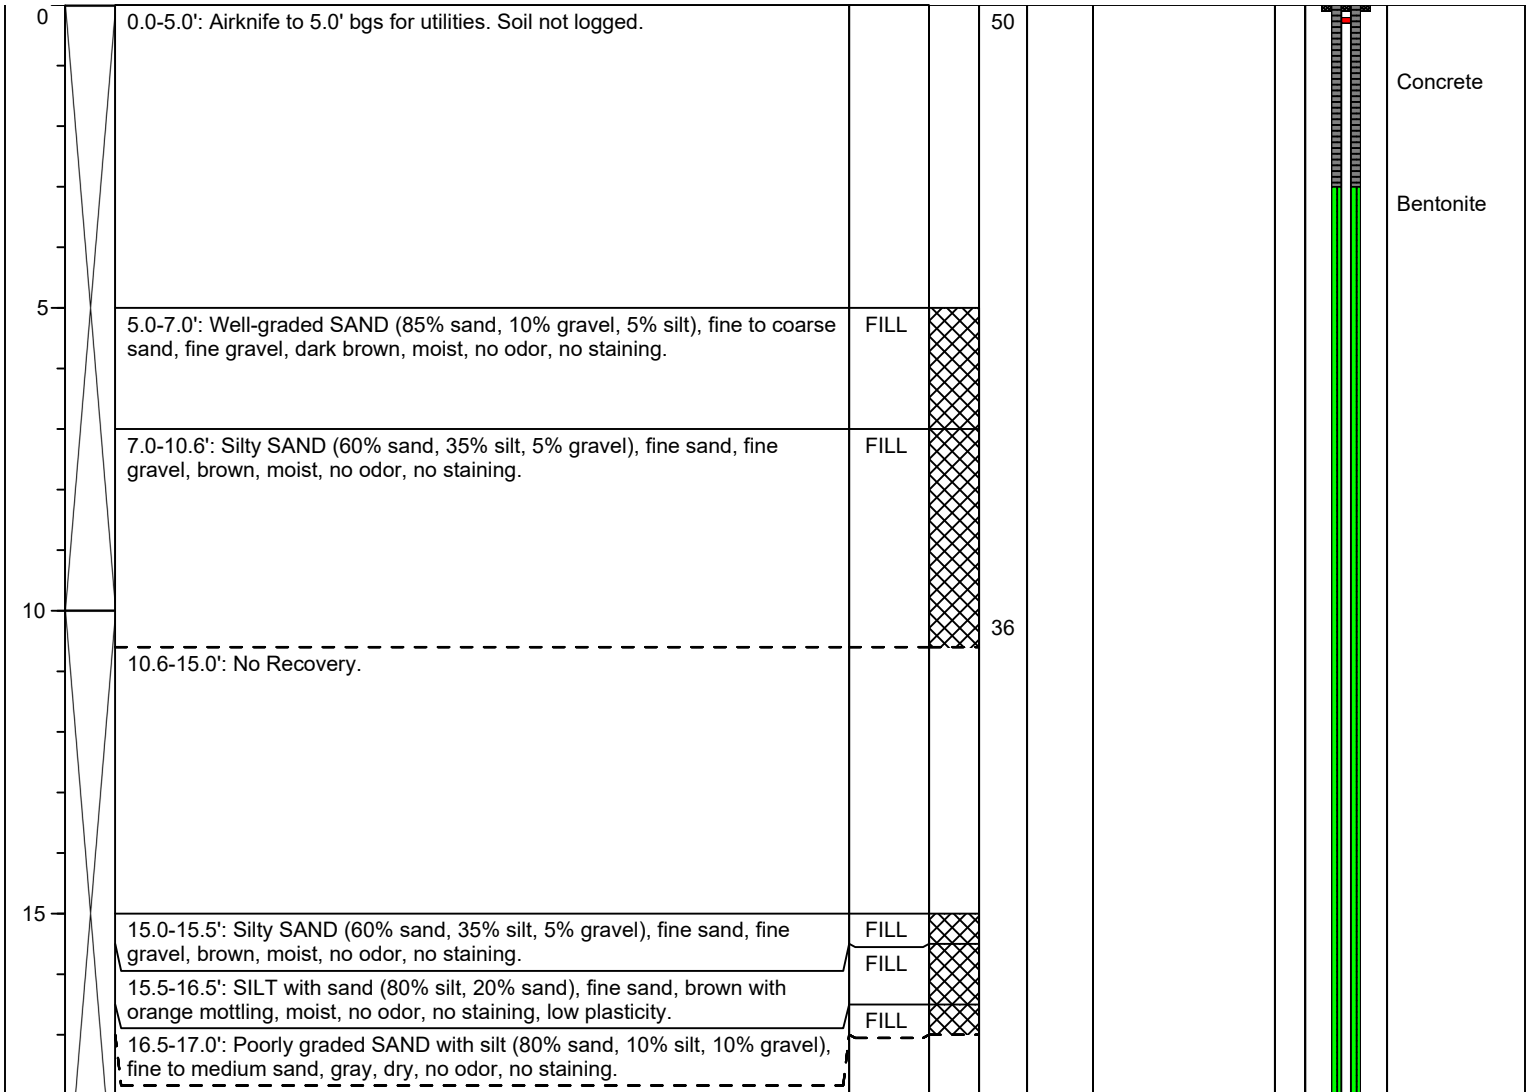 0
0.0-5.0': Airknife to 5.0' bgs for utilities. Soil not logged.
50
Concrete
Bentonite
5
5.0-7.0': Well-graded SAND (85% sand, 10% gravel, 5% silt), fine to coarse
sand, fine gravel, dark brown, moist, no odor, no staining.
FILL
7.0-10.6': Silty SAND (60% sand, 35% silt, 5% gravel), fine sand, fine
gravel, brown, moist, no odor, no staining.
FILL
10
36
10.6-15.0': No Recovery.
15
15.0-15.5': Silty SAND (60% sand, 35% silt, 5% gravel), fine sand, fine
gravel, brown, moist, no odor, no staining.
FILL
15.5-16.5': SILT with sand (80% silt, 20% sand), fine sand, brown with
orange mottling, moist, no odor, no staining, low plasticity.
FILL
16.5-17.0': Poorly graded SAND with silt (80% sand, 10% silt, 10% gravel),
fine to medium sand, gray, dry, no odor, no staining.
FILL